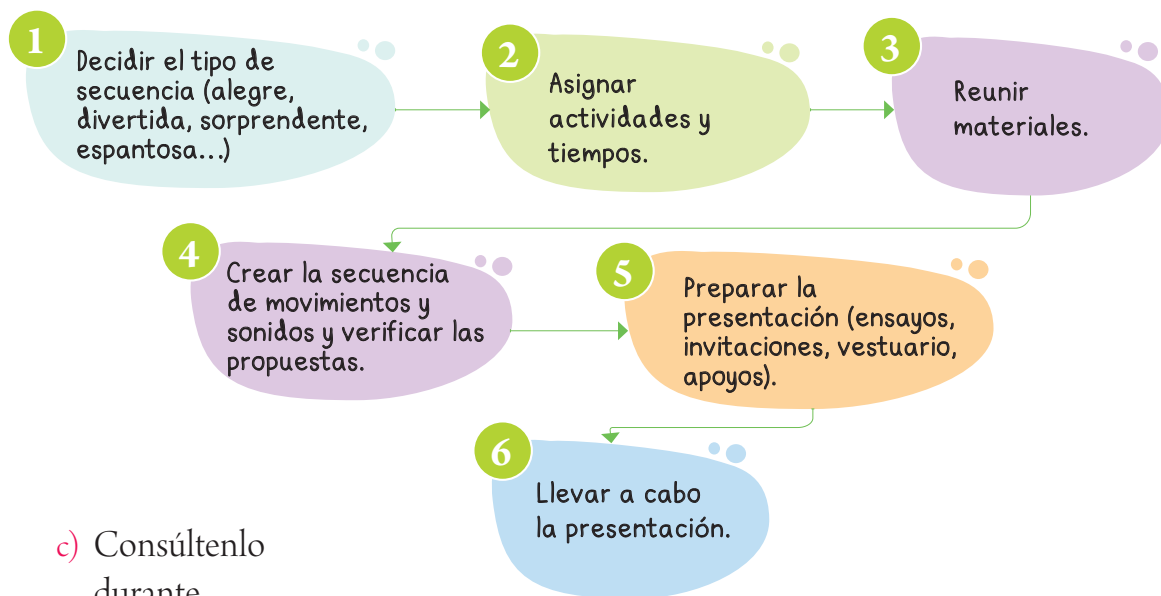 1
Decidir el tipo de
secuencia (alegre,
divertida, sorprendente,
espantosa...)
2
Asignar
actividades y
tiempos.
3
Reunir
materiales.
4
Crear la secuencia
de movimientos y
sonidos y verificar las
propuestas.
5
Preparar la
presentación (ensayos,
invitaciones, vestuario,
apoyos).
6
Llevar a cabo
la presentación.
c) Consúltenlo
durante